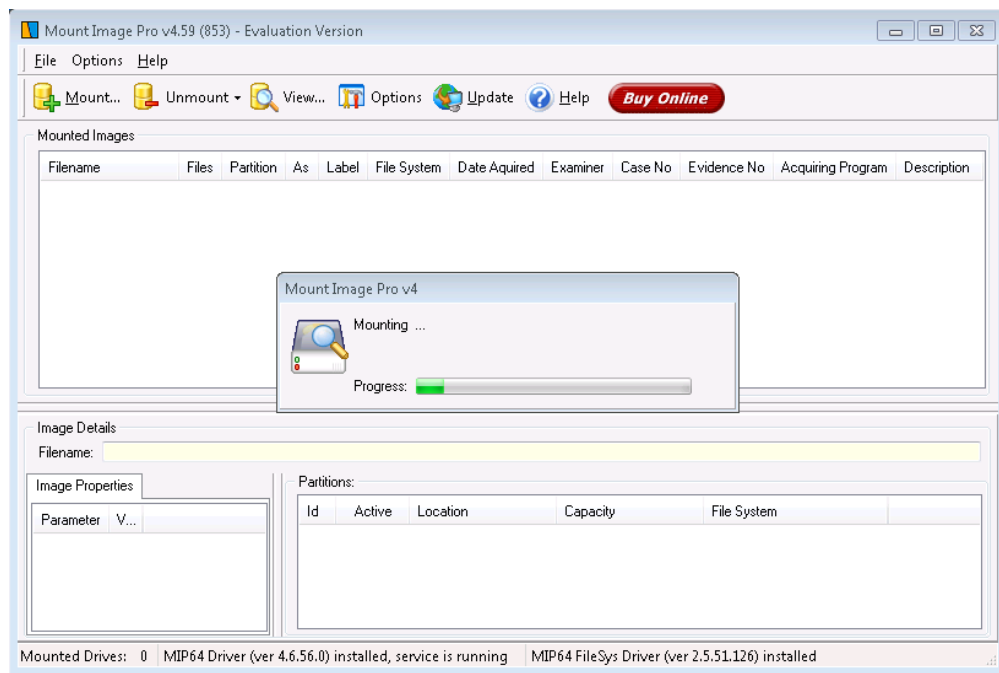 Mount Image Pro v4.59 (853) - Evaluation Version
File Options Help
Mount... Unmount View... Options Update Help Buy Online
Mounted Images
Filename Files Partition As Label File System Date Aquired Examiner Case No Evidence No Acquiring Program Description
Mount Image Pro v4
Mounting ...
Progress:
Image Details
Filename:
Image Properties
Parameter V...
Partitions:
Id Active Location Capacity File System
Mounted Drives: 0 MIP64 Driver (ver 4.6.56.0) installed, service is running MIP64 FileSys Driver (ver 2.5.51.126) installed